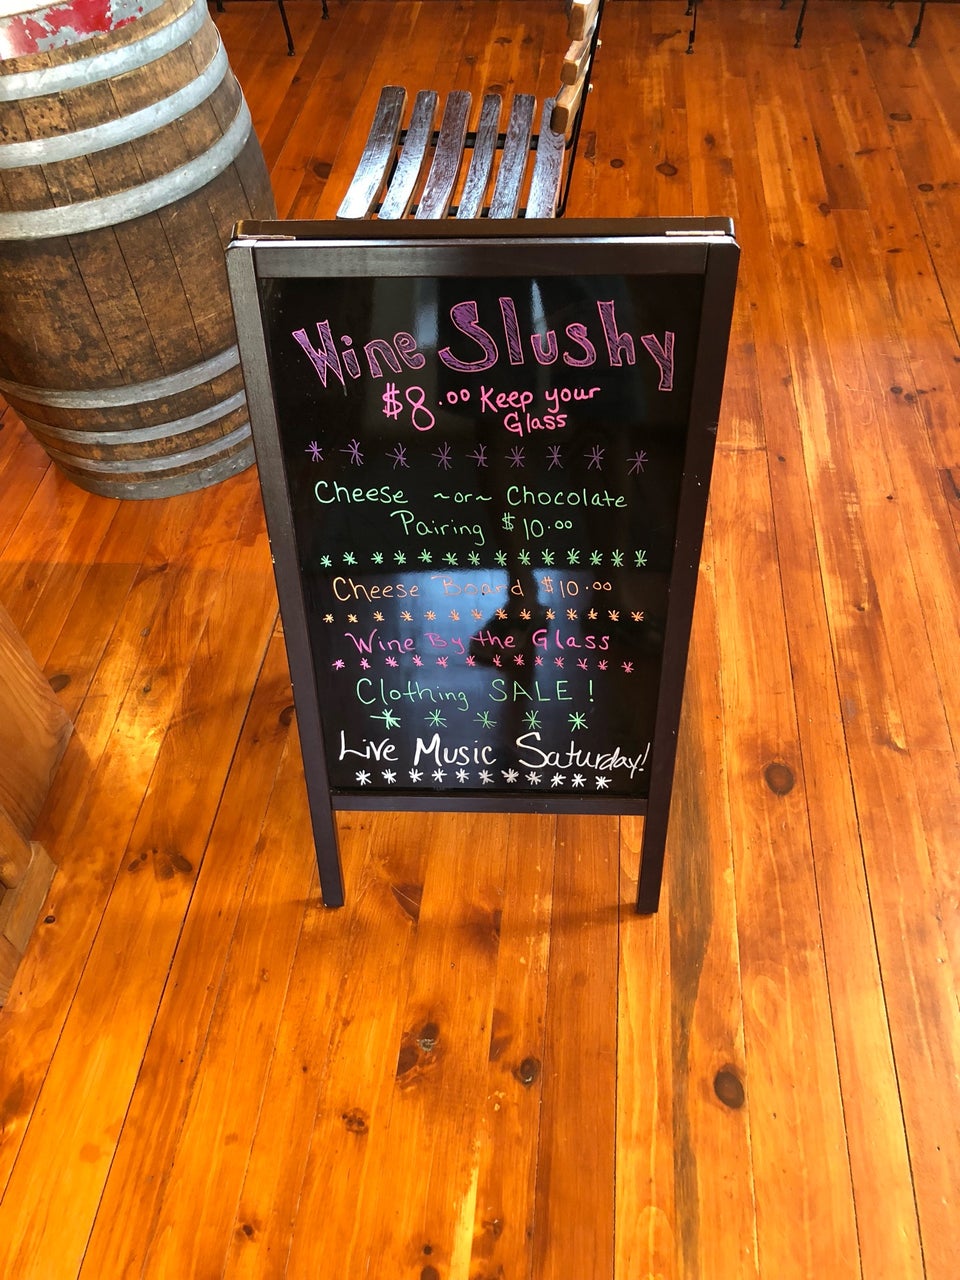 Wine Slushy
$8.00 Keep your
Glass
Cheese ~or~ Chocolate
Pairing $10.00
Cheese Board $10.00
Wine By the Glass
Clothing SALE!
Live Music Saturday!